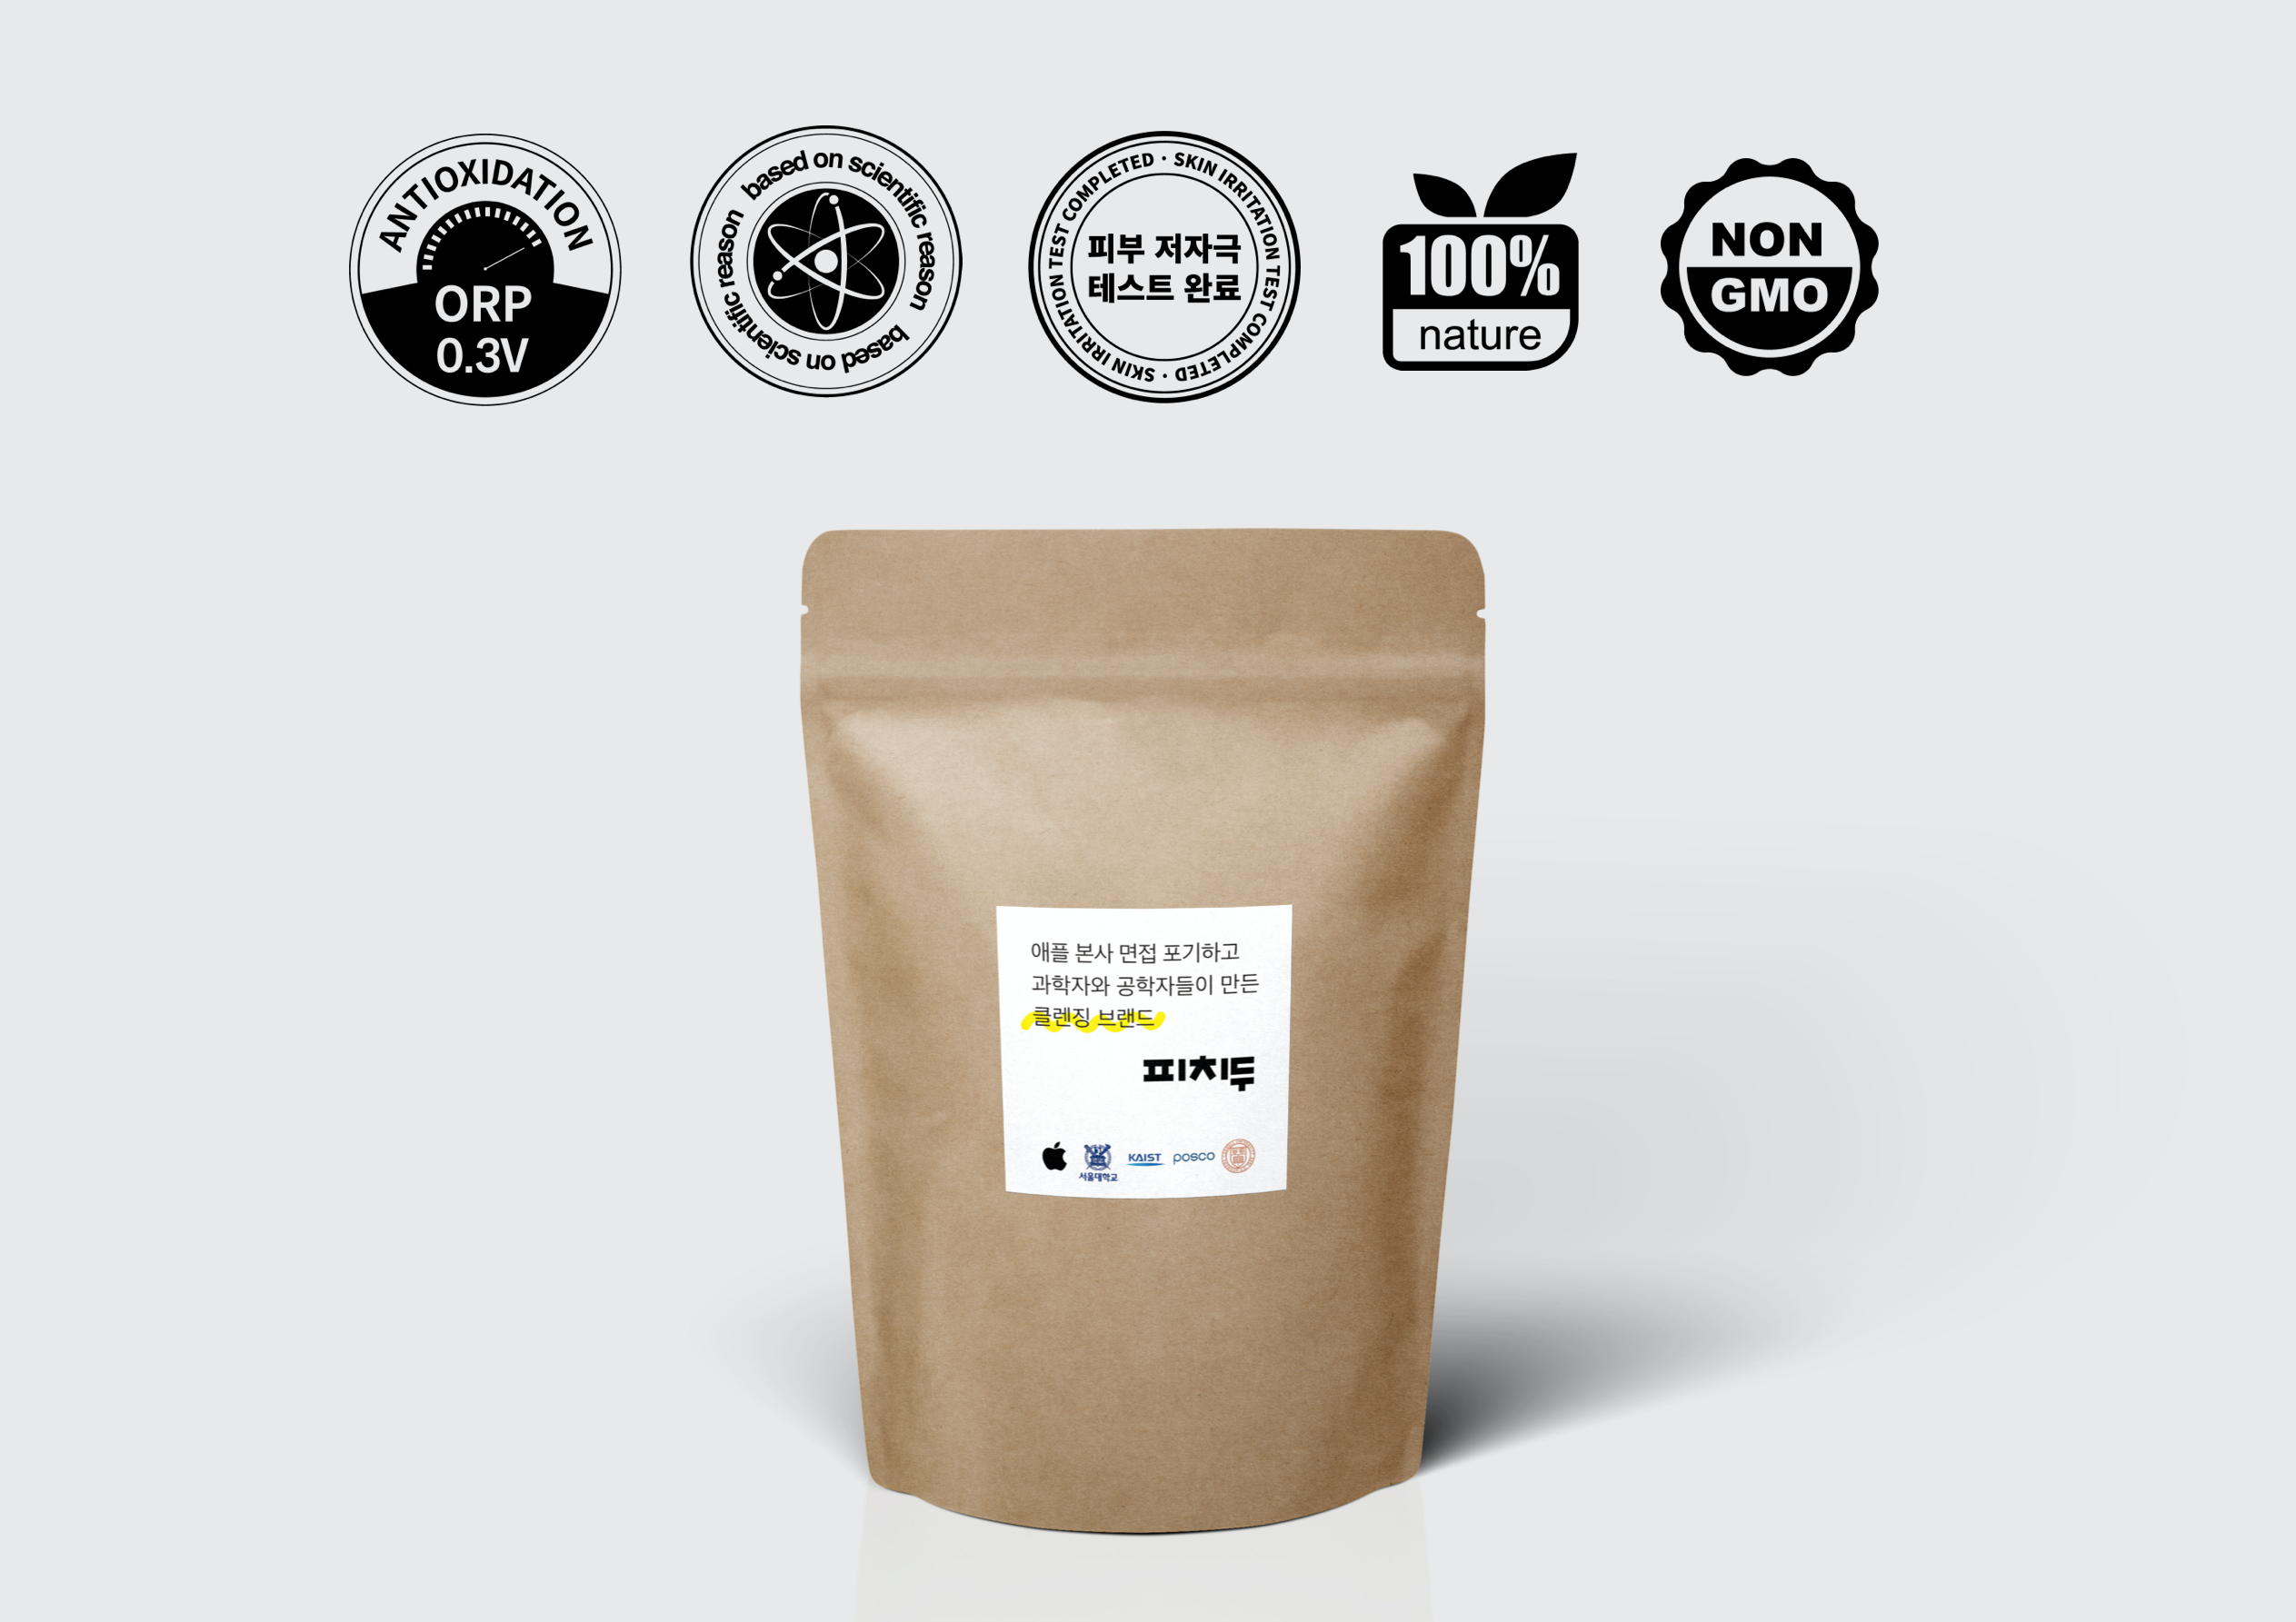 ANTIOXIDATION
ORP
0.3V
based on scientific reason
based on scientific reason
SKIN IRRITATION TEST COMPLETED · SKIN IRRITATION TEST COMPLETED ·
피부 저자극
테스트 완료
100%
nature
NON
GMO
애플 본사 면접 포기하고
과학자와 공학자들이 만든
클렌징 브랜드
피치두
서울대학교
KAIST
posco